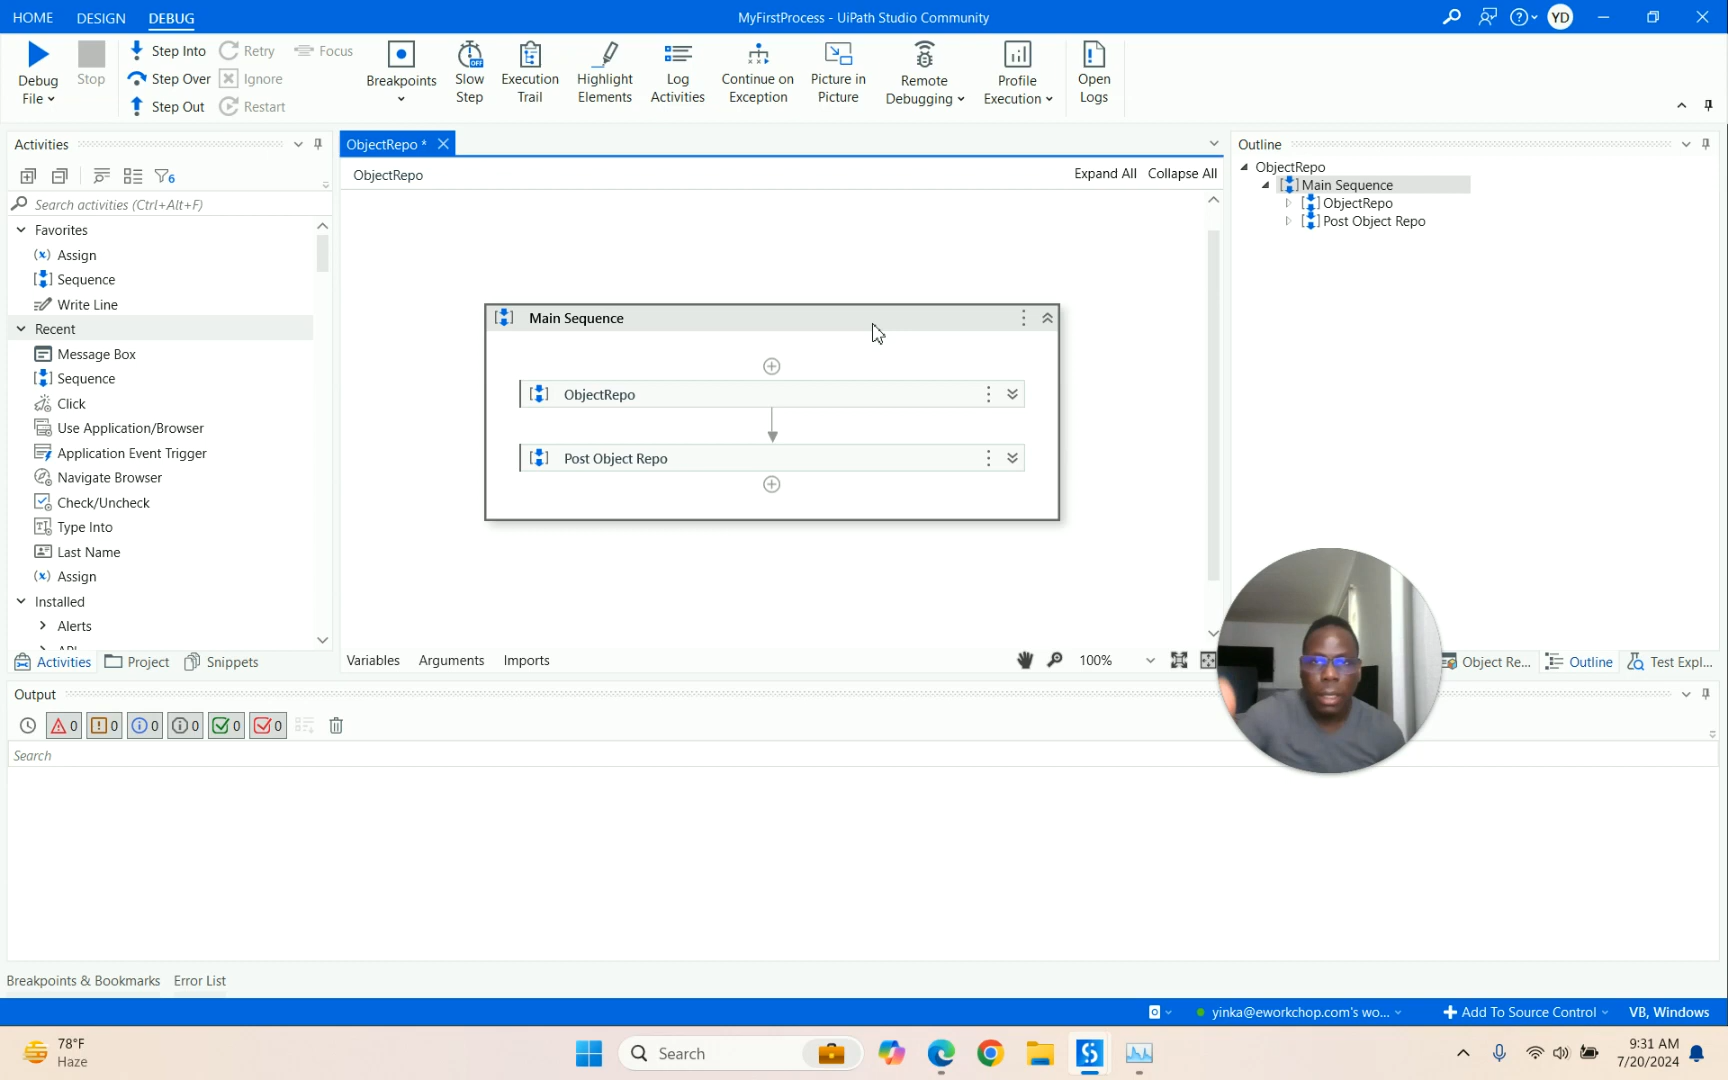 HOME
DESIGN
DEBUG
MyFirstProcess - UiPath Studio Community
YD
Debug
File
Stop
Step Into
Step Over
Step Out
Retry
Ignore
Restart
Focus
Breakpoints
Slow
Step
Execution
Trail
Highlight
Elements
Log
Activities
Continue on
Exception
Picture in
Picture
Remote
Debugging
Profile
Execution
Open
Logs
Activities
6
Search activities (Ctrl+Alt+F)
Favorites
Assign
Sequence
Write Line
Recent
Message Box
Sequence
Click
Use Application/Browser
Application Event Trigger
Navigate Browser
Check/Uncheck
Type Into
Last Name
Assign
Installed
Alerts
Activities
Project
Snippets
ObjectRepo *
ObjectRepo
Expand All
Collapse All
Main Sequence
ObjectRepo
Post Object Repo
Variables
Arguments
Imports
100%
Outline
ObjectRepo
Main Sequence
ObjectRepo
Post Object Repo
Object Re...
Outline
Test Expl...
Output
0
0
0
0
0
0
Search
Breakpoints & Bookmarks
Error List
yinka@eworkchop.com's wo...
Add To Source Control
VB, Windows
78°F
Haze
Search
9:31 AM
7/20/2024